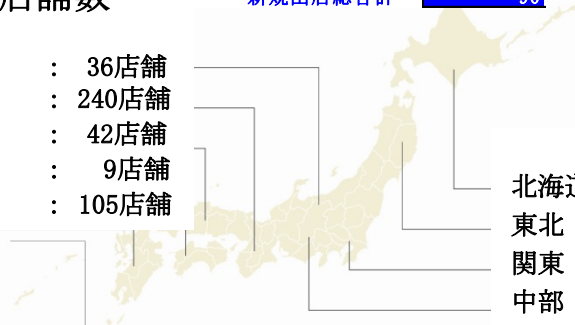 店舗数
新規出店総合計
: 36店舗
: 240店舗
: 42店舗
: 9店舗
: 105店舗
北海道
東北
関東
中部